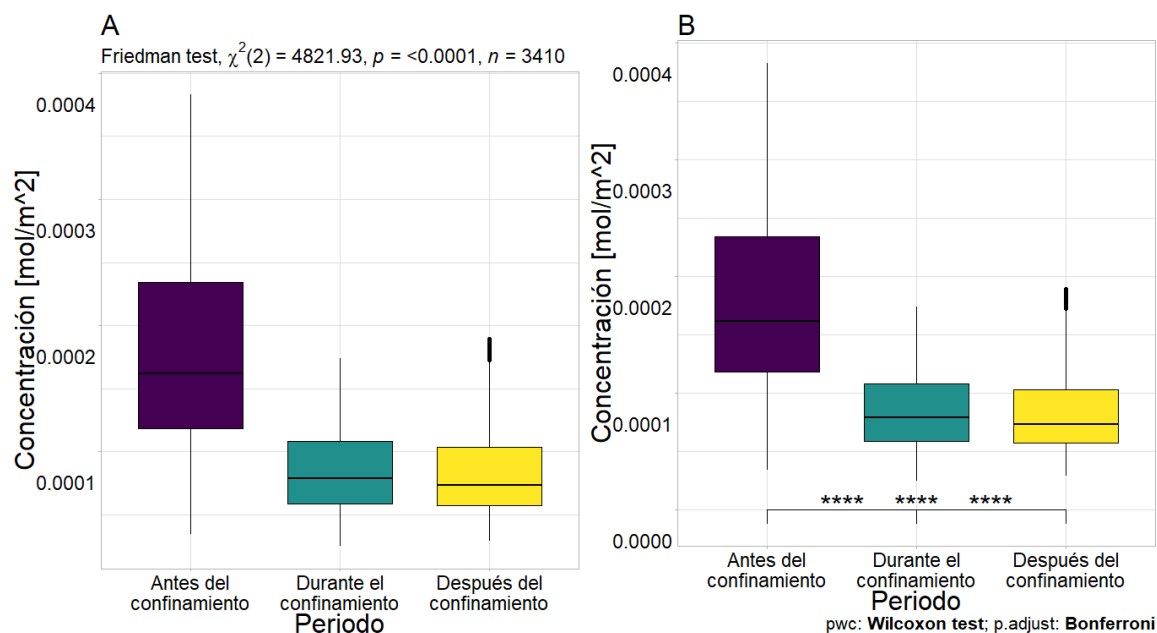 A
Friedman test, χ²(2) = 4821.93, p = <0.0001, n = 3410
Concentración [mol/m^2]
0.0004
0.0003
0.0002
0.0001
Antes del
confinamiento
Durante el
confinamiento
Después del
confinamiento
Periodo
B
Concentración [mol/m^2]
0.0004
0.0003
0.0002
0.0001
0.0000
**** **** ****
Antes del
confinamiento
Durante el
confinamiento
Después del
confinamiento
Periodo
pwc: Wilcoxon test; p.adjust: Bonferroni